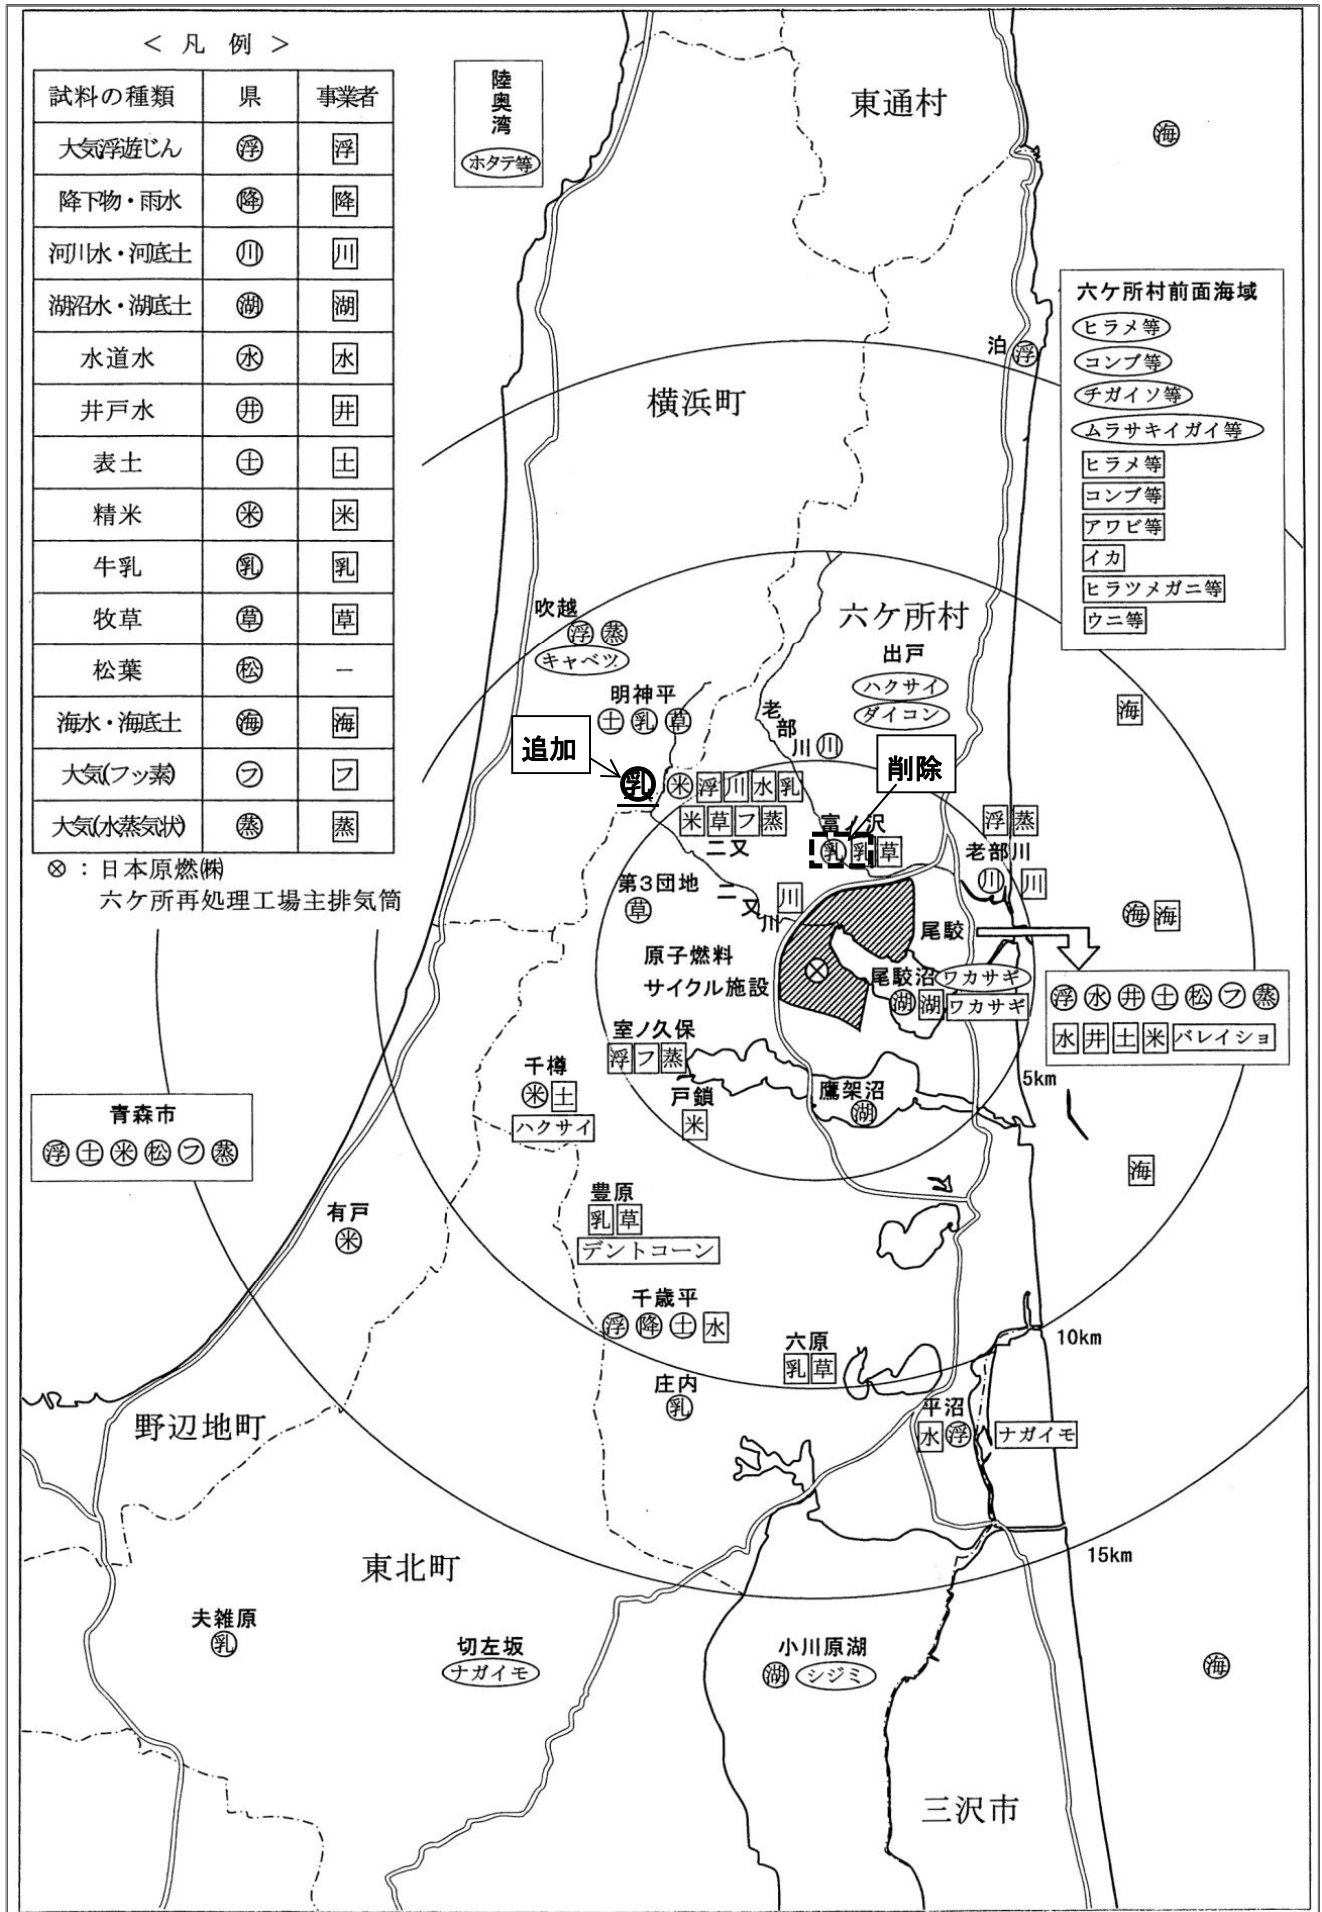 ＜ 凡 例 ＞
試料の種類 県 事業者
大気浮遊じん 浮 浮
降下物・雨水 降 降
河川水・河底土 川 川
湖沼水・湖底土 湖 湖
水道水 水 水
井戸水 井 井
表土 土 土
精米 米 米
牛乳 乳 乳
牧草 草 草
松葉 松 －
海水・海底土 海 海
大気(フッ素) フ フ
大気(水蒸気状) 蒸 蒸
⊗ : 日本原燃㈱
六ケ所再処理工場主排気筒
陸奥湾
ホタテ等
東通村
海
六ケ所村前面海域
ヒラメ等
コンブ等
チガイソ等
ムラサキイガイ等
ヒラメ等
コンブ等
アワビ等
イカ
ヒラツメガニ等
ウニ等
泊 浮
横浜町
吹越
浮 蒸
キャベツ
六ケ所村
出戸
ハクサイ
ダイコン
明神平
土 乳 草
老部川 川
海
追加
削除
乳 米 浮 川 水 乳
米 草 フ 蒸
二又
富ノ沢
乳 乳 草
浮 蒸
老部川
川 川
第3団地
草
二又川
川
海 海
尾駮
原子燃料
サイクル施設
尾駮沼 ワカサギ
湖 湖 ワカサギ
浮 水 井 土 松 フ 蒸
水 井 土 米 バレイショ
室ノ久保
浮 フ 蒸
千樽
米 土
ハクサイ
戸鎖
米
鷹架沼
湖
5km
青森市
浮 土 米 松 フ 蒸
海
有戸
米
豊原
乳 草
デントコーン
千歳平
浮 降 土 水
六原
乳 草
10km
庄内
乳
平沼
水 浮 ナガイモ
野辺地町
15km
東北町
夫雑原
乳
切左坂
ナガイモ
小川原湖
湖 シジミ
海
三沢市